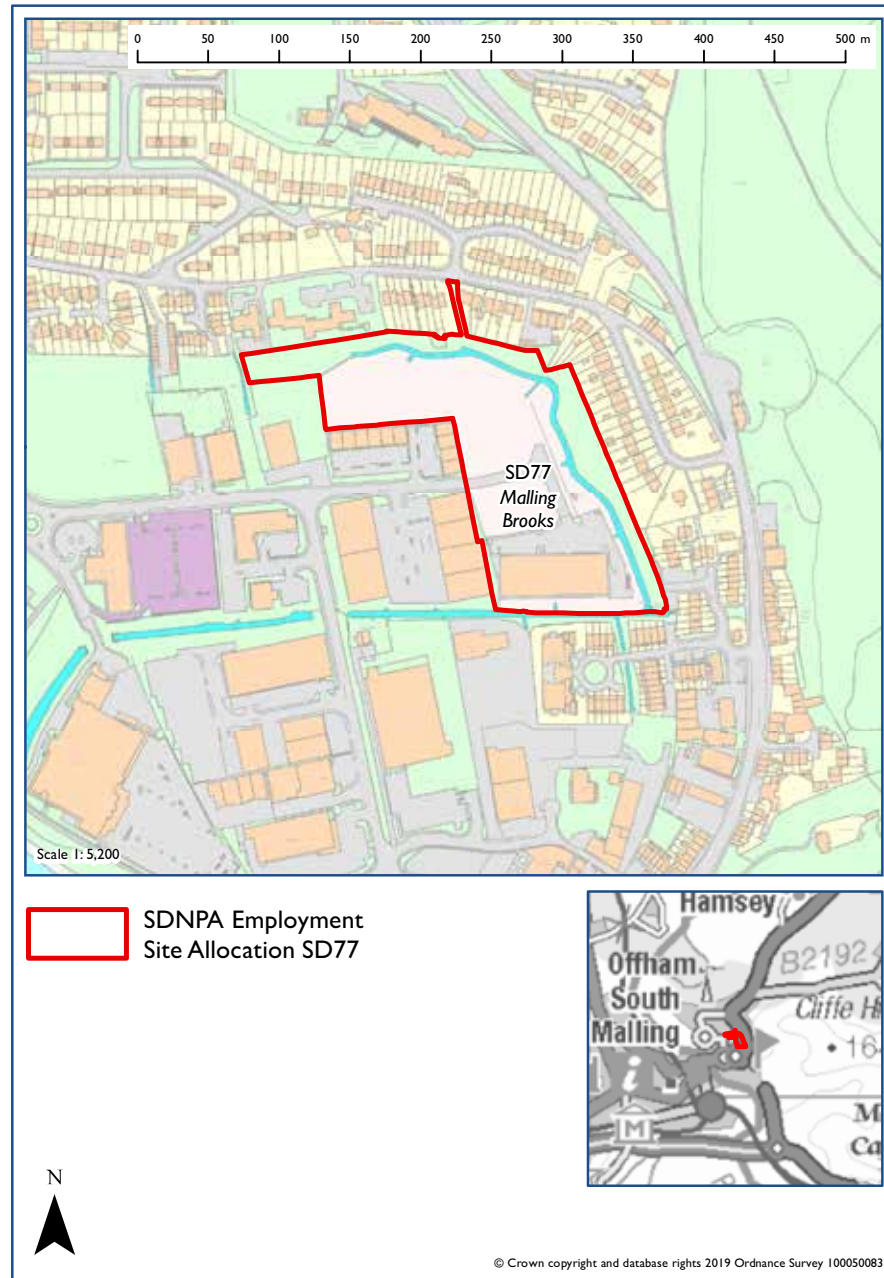 0 50 100 150 200 250 300 350 400 450 500 m
SD77
Malling
Brooks
Scale 1: 5,200
SDNPA Employment
Site Allocation SD77
Hamsey
B2192
Offham
South
Malling
Cliffe H
16
i
M
M
Ca
N
© Crown copyright and database rights 2019 Ordnance Survey 100050083